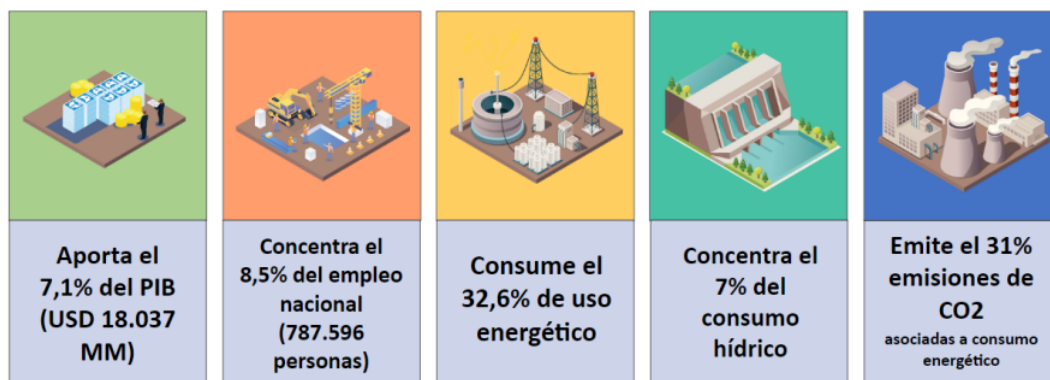 Aporta el
7,1% del PIB
(USD 18.037
MM)
Concentra el
8,5% del empleo
nacional
(787.596
personas)
Consume el
32,6% de uso
energético
Concentra el
7% del
consumo
hídrico
Emite el 31%
emisiones de
CO2
asociadas a consumo
energético